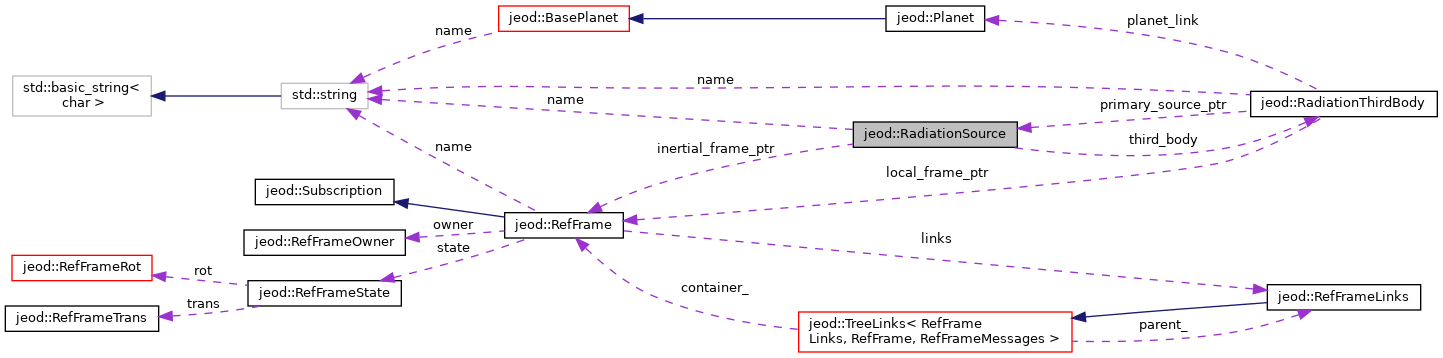 jeod::BasePlanet
jeod::Planet
planet_link
name
std::basic_string<
char >
std::string
name
name
primary_source_ptr
jeod::RadiationThirdBody
jeod::RadiationSource
third_body
name
inertial_frame_ptr
local_frame_ptr
jeod::Subscription
jeod::RefFrame
owner
jeod::RefFrameOwner
links
state
jeod::RefFrameRot
rot
jeod::RefFrameState
container_
jeod::RefFrameLinks
trans
jeod::RefFrameTrans
jeod::TreeLinks< RefFrame
Links, RefFrame, RefFrameMessages >
parent_